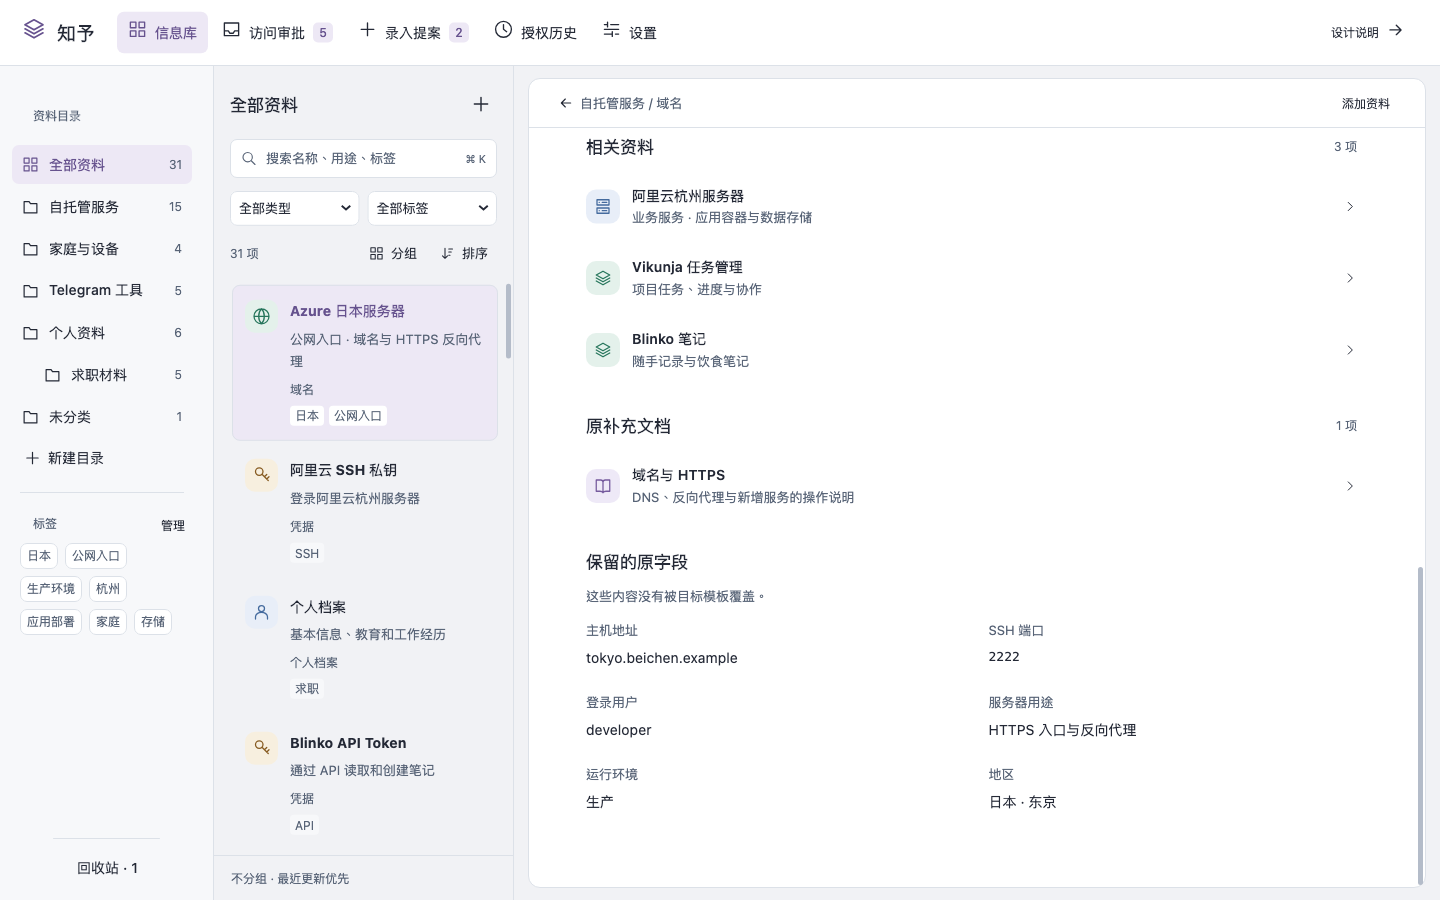 知予
信息库
访问审批 5
录入提案 2
授权历史
设置
设计说明
资料目录
全部资料 31
自托管服务 15
家庭与设备 4
Telegram 工具 5
个人资料 6
求职材料 5
未分类 1
新建目录
标签 管理
日本 公网入口
生产环境 杭州
应用部署 家庭 存储
回收站 · 1
全部资料
搜索名称、用途、标签 ⌘ K
全部类型 全部标签
31 项 分组 排序
Azure 日本服务器
公网入口 · 域名与 HTTPS 反向代
理
域名
日本 公网入口
阿里云 SSH 私钥
登录阿里云杭州服务器
凭据
SSH
个人档案
基本信息、教育和工作经历
个人档案
求职
Blinko API Token
通过 API 读取和创建笔记
凭据
API
不分组 · 最近更新优先
自托管服务 / 域名 添加资料
相关资料 3 项
阿里云杭州服务器
业务服务 · 应用容器与数据存储
Vikunja 任务管理
项目任务、进度与协作
Blinko 笔记
随手记录与饮食笔记
原补充文档 1 项
域名与 HTTPS
DNS、反向代理与新增服务的操作说明
保留的原字段
这些内容没有被目标模板覆盖。
主机地址 SSH 端口
tokyo.beichen.example 2222
登录用户 服务器用途
developer HTTPS 入口与反向代理
运行环境 地区
生产 日本 · 东京